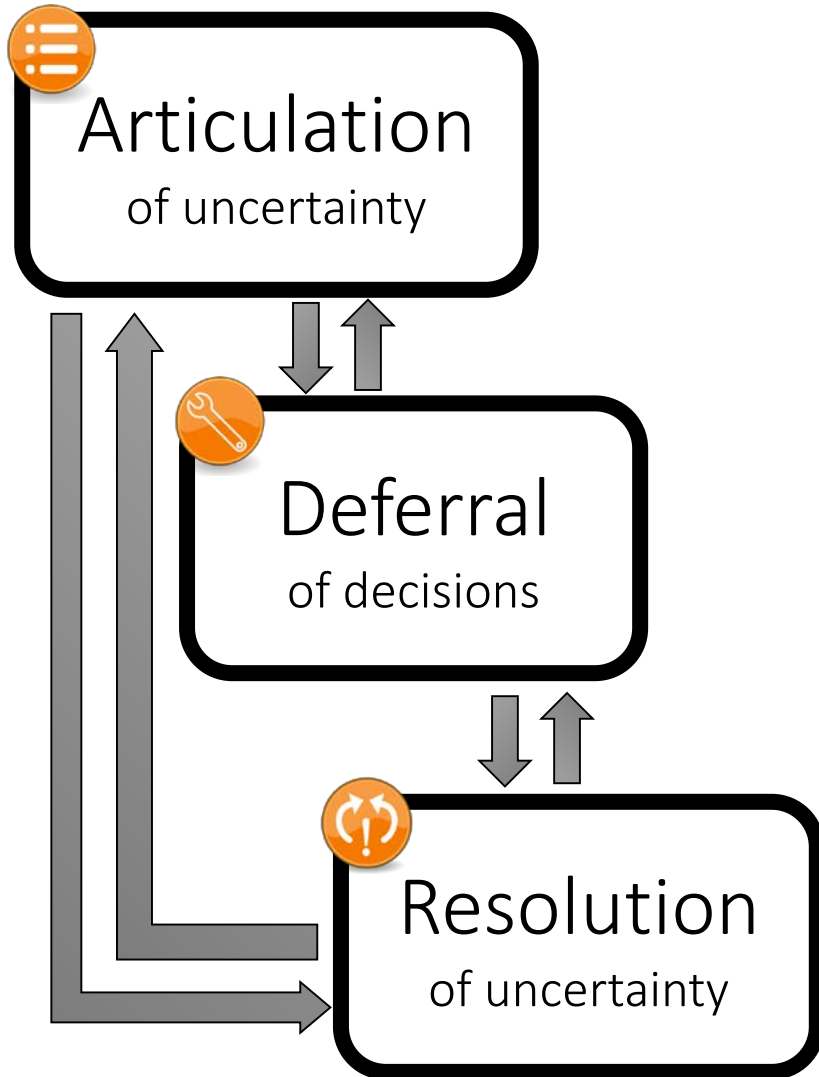 Articulation
of uncertainty
Deferral
of decisions
Resolution
of uncertainty